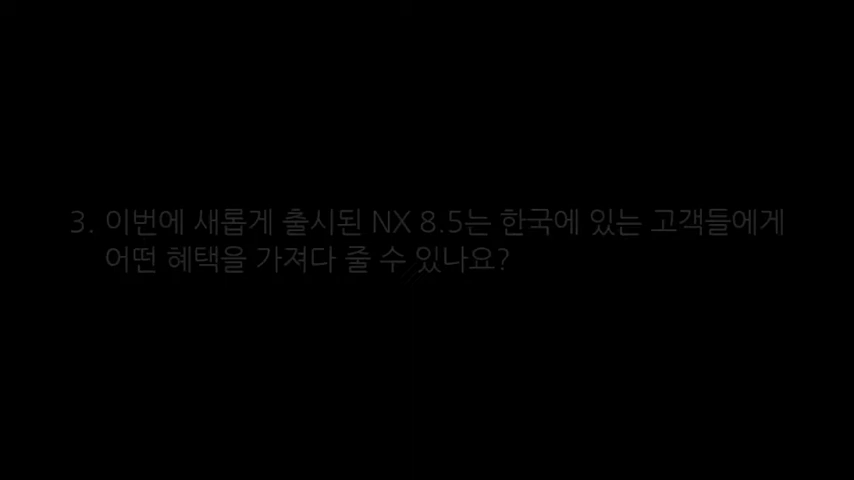 3. 이번에 새롭게 출시된 NX 8.5는 한국에 있는 고객들에게
어떤 혜택을 가져다 줄 수 있나요?